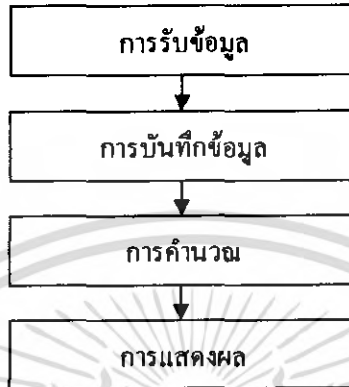 การรับข้อมูล
การบันทึกข้อมูล
การคำนวณ
การแสดงผล